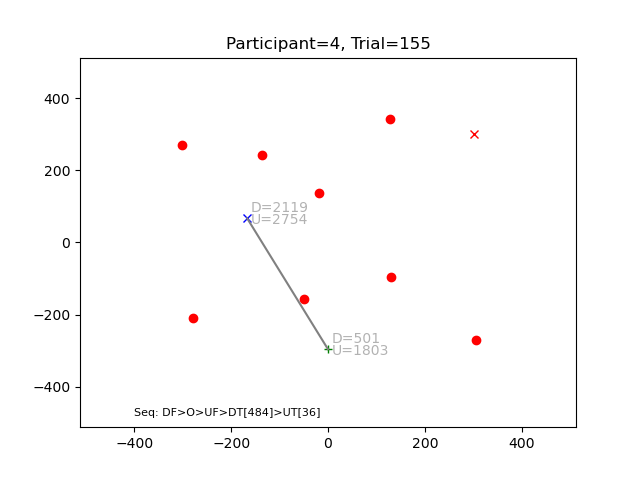 Participant=4, Trial=155
400
200
0
−200
−400
D=2119
U=2754
D=501
U=1803
Seq: DF>O>UF>DT[484]>UT[36]
−400 −200 0 200 400